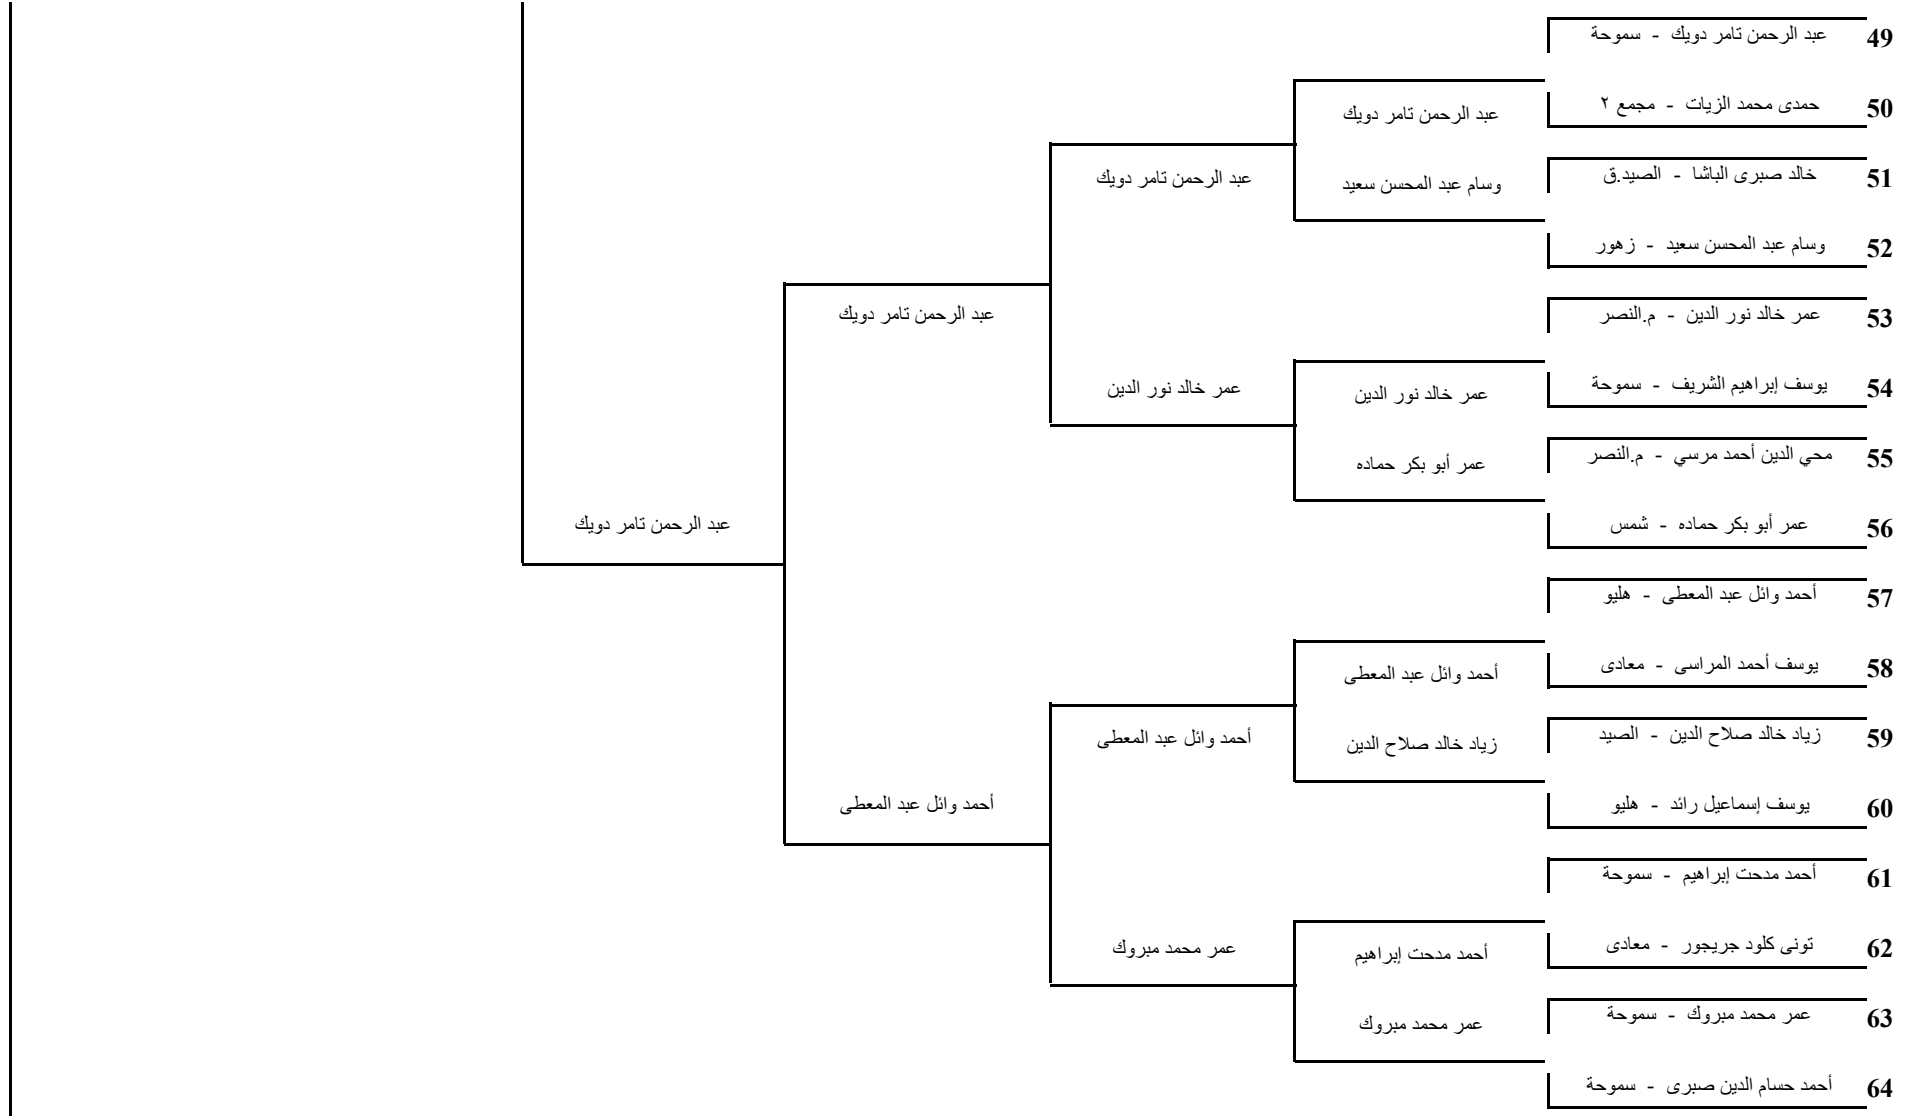 49 عبد الرحمن تامر دويك - سموحة
50 حمدى محمد الزيات - مجمع ٢
عبد الرحمن تامر دويك
51 خالد صبرى الباشا - الصيد.ق
وسام عبد المحسن سعيد
عبد الرحمن تامر دويك
52 وسام عبد المحسن سعيد - زهور
53 عمر خالد نور الدين - م.النصر
عبد الرحمن تامر دويك
54 يوسف إبراهيم الشريف - سموحة
عمر خالد نور الدين
عمر خالد نور الدين
55 محي الدين أحمد مرسي - م.النصر
عمر أبو بكر حماده
56 عمر أبو بكر حماده - شمس
عبد الرحمن تامر دويك
57 أحمد وائل عبد المعطى - هليو
58 يوسف أحمد المراسى - معادى
أحمد وائل عبد المعطى
59 زياد خالد صلاح الدين - الصيد
زياد خالد صلاح الدين
أحمد وائل عبد المعطى
60 يوسف إسماعيل رائد - هليو
أحمد وائل عبد المعطى
61 أحمد مدحت إبراهيم - سموحة
62 تونى كلود جريجور - معادى
أحمد مدحت إبراهيم
عمر محمد مبروك
63 عمر محمد مبروك - سموحة
عمر محمد مبروك
64 أحمد حسام الدين صبرى - سموحة